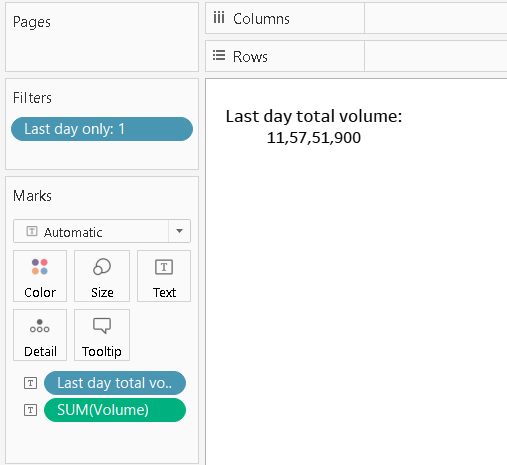 Pages
Columns
Rows
Filters
Last day only: 1
Last day total volume:
11,57,51,900
Marks
T Automatic
Color Size Text
T
Detail Tooltip
T Last day total vo..
T SUM(Volume)